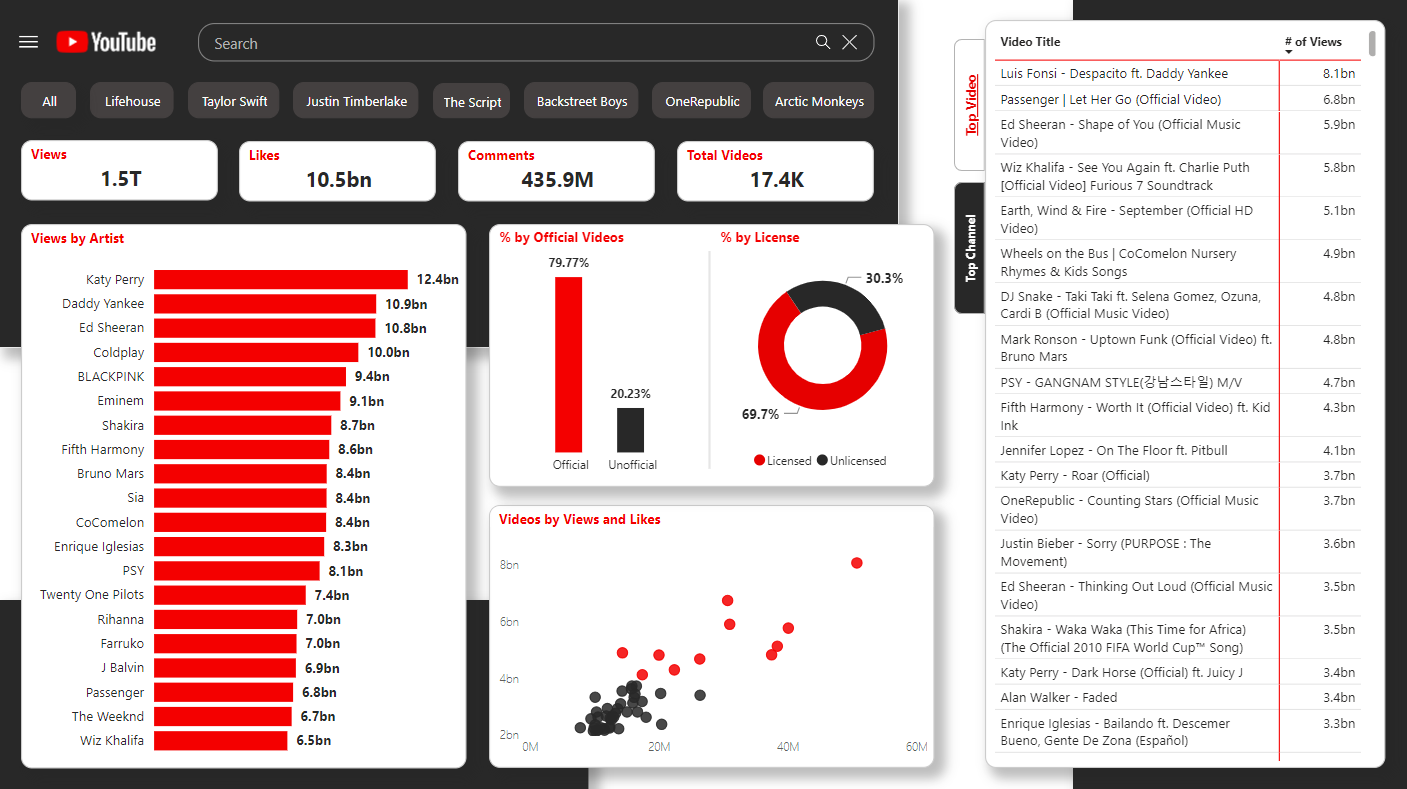 YouTube
Search
All
Lifehouse
Taylor Swift
Justin Timberlake
The Script
Backstreet Boys
OneRepublic
Arctic Monkeys
Views
1.5T
Likes
10.5bn
Comments
435.9M
Total Videos
17.4K
Views by Artist
Katy Perry 12.4bn
Daddy Yankee 10.9bn
Ed Sheeran 10.8bn
Coldplay 10.0bn
BLACKPINK 9.4bn
Eminem 9.1bn
Shakira 8.7bn
Fifth Harmony 8.6bn
Bruno Mars 8.4bn
Sia 8.4bn
CoComelon 8.4bn
Enrique Iglesias 8.3bn
PSY 8.1bn
Twenty One Pilots 7.4bn
Rihanna 7.0bn
Farruko 7.0bn
J Balvin 6.9bn
Passenger 6.8bn
The Weeknd 6.7bn
Wiz Khalifa 6.5bn
% by Official Videos
79.77%
20.23%
Official Unofficial
% by License
30.3%
69.7%
Licensed Unlicensed
Videos by Views and Likes
8bn
6bn
4bn
2bn
0M 20M 40M 60M
Top Video
Top Channel
Video Title # of Views
Luis Fonsi - Despacito ft. Daddy Yankee 8.1bn
Passenger | Let Her Go (Official Video) 6.8bn
Ed Sheeran - Shape of You (Official Music 5.9bn
Video)
Wiz Khalifa - See You Again ft. Charlie Puth 5.8bn
[Official Video] Furious 7 Soundtrack
Earth, Wind & Fire - September (Official HD 5.1bn
Video)
Wheels on the Bus | CoComelon Nursery 4.9bn
Rhymes & Kids Songs
DJ Snake - Taki Taki ft. Selena Gomez, Ozuna, 4.8bn
Cardi B (Official Music Video)
Mark Ronson - Uptown Funk (Official Video) ft. 4.8bn
Bruno Mars
PSY - GANGNAM STYLE(강남스타일) M/V 4.7bn
Fifth Harmony - Worth It (Official Video) ft. Kid 4.3bn
Ink
Jennifer Lopez - On The Floor ft. Pitbull 4.1bn
Katy Perry - Roar (Official) 3.7bn
OneRepublic - Counting Stars (Official Music 3.7bn
Video)
Justin Bieber - Sorry (PURPOSE : The 3.6bn
Movement)
Ed Sheeran - Thinking Out Loud (Official Music 3.5bn
Video)
Shakira - Waka Waka (This Time for Africa) 3.5bn
(The Official 2010 FIFA World Cup™ Song)
Katy Perry - Dark Horse (Official) ft. Juicy J 3.4bn
Alan Walker - Faded 3.4bn
Enrique Iglesias - Bailando ft. Descemer 3.3bn
Bueno, Gente De Zona (Español)